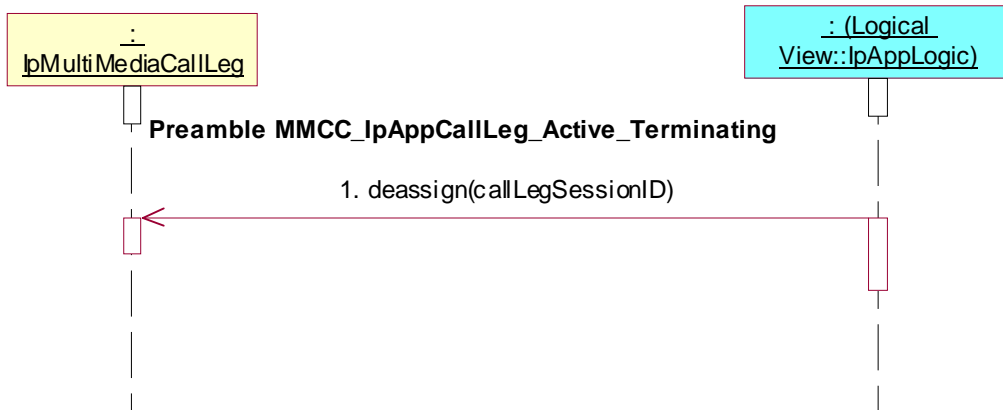 :
IpMultiMediaCallLeg
: (Logical
View::IpAppLogic)
Preamble MMCC_IpAppCallLeg_Active_Terminating
1. deassign(callLegSessionID)